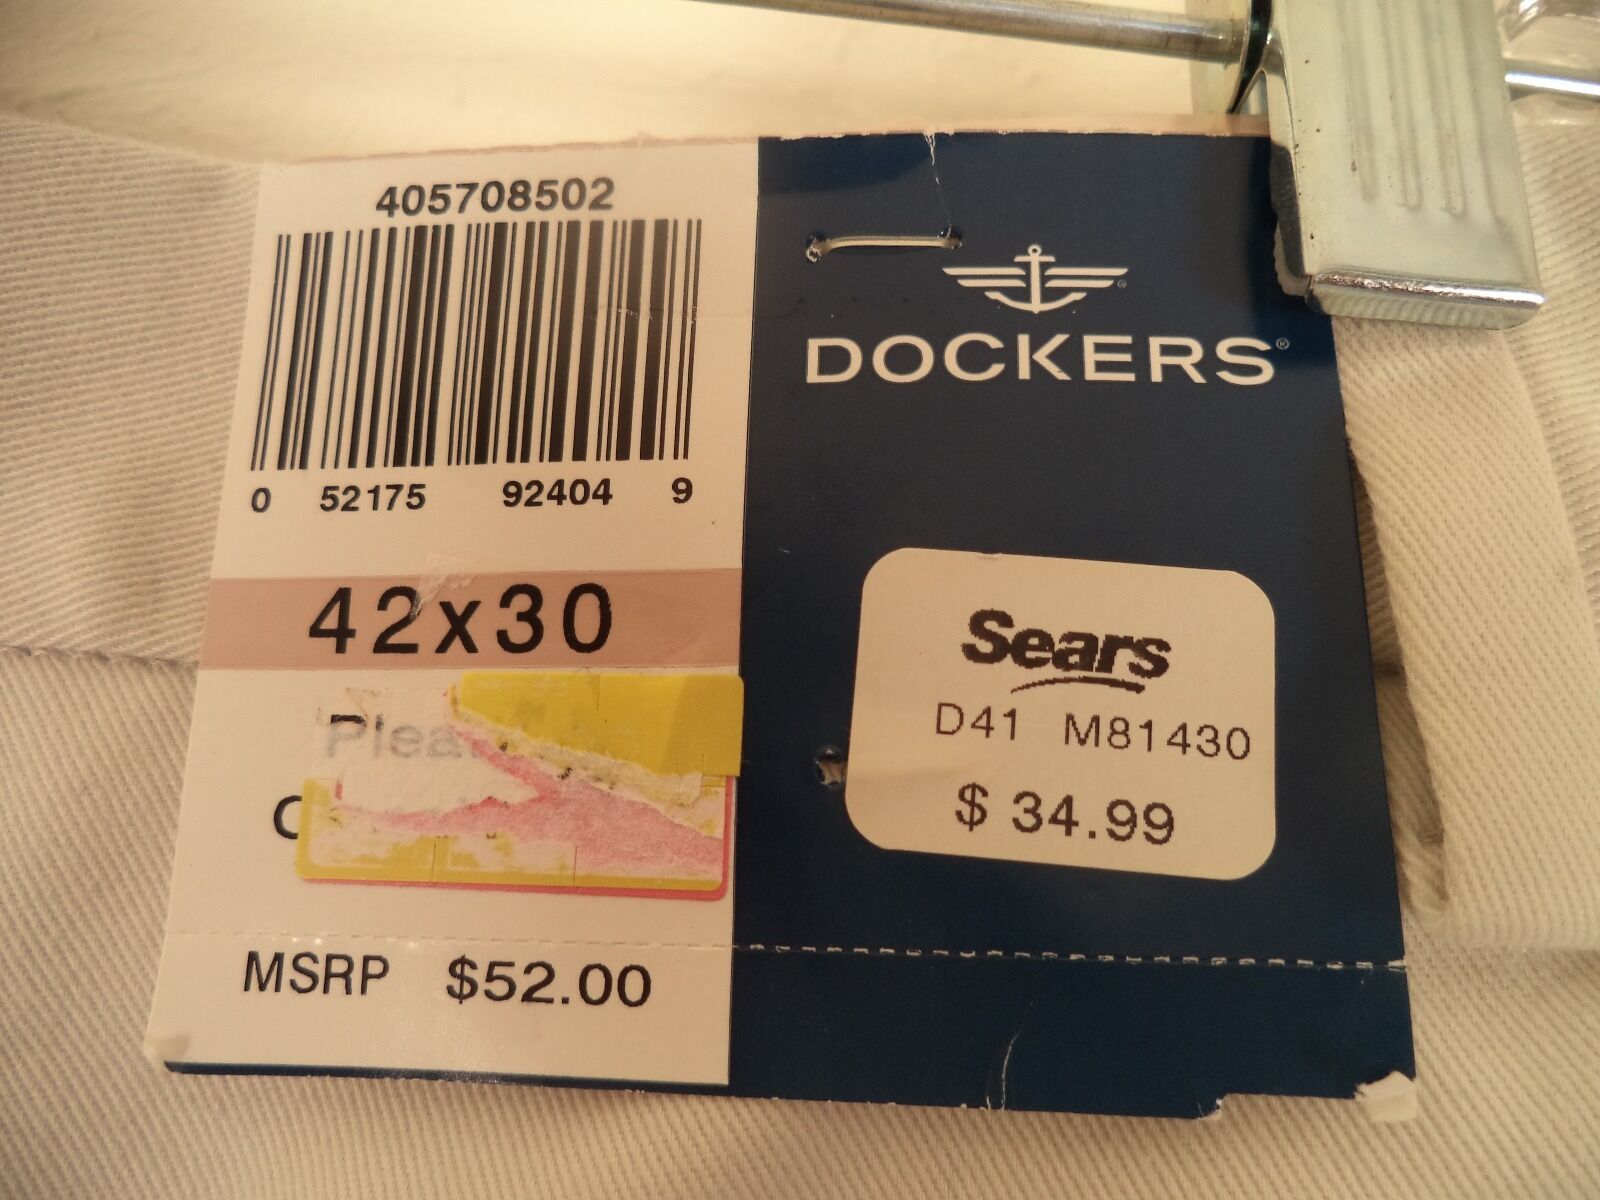 405708502
0 52175 92404 9
42x30
MSRP $52.00
DOCKERS®
Sears
D41 M81430
$ 34.99